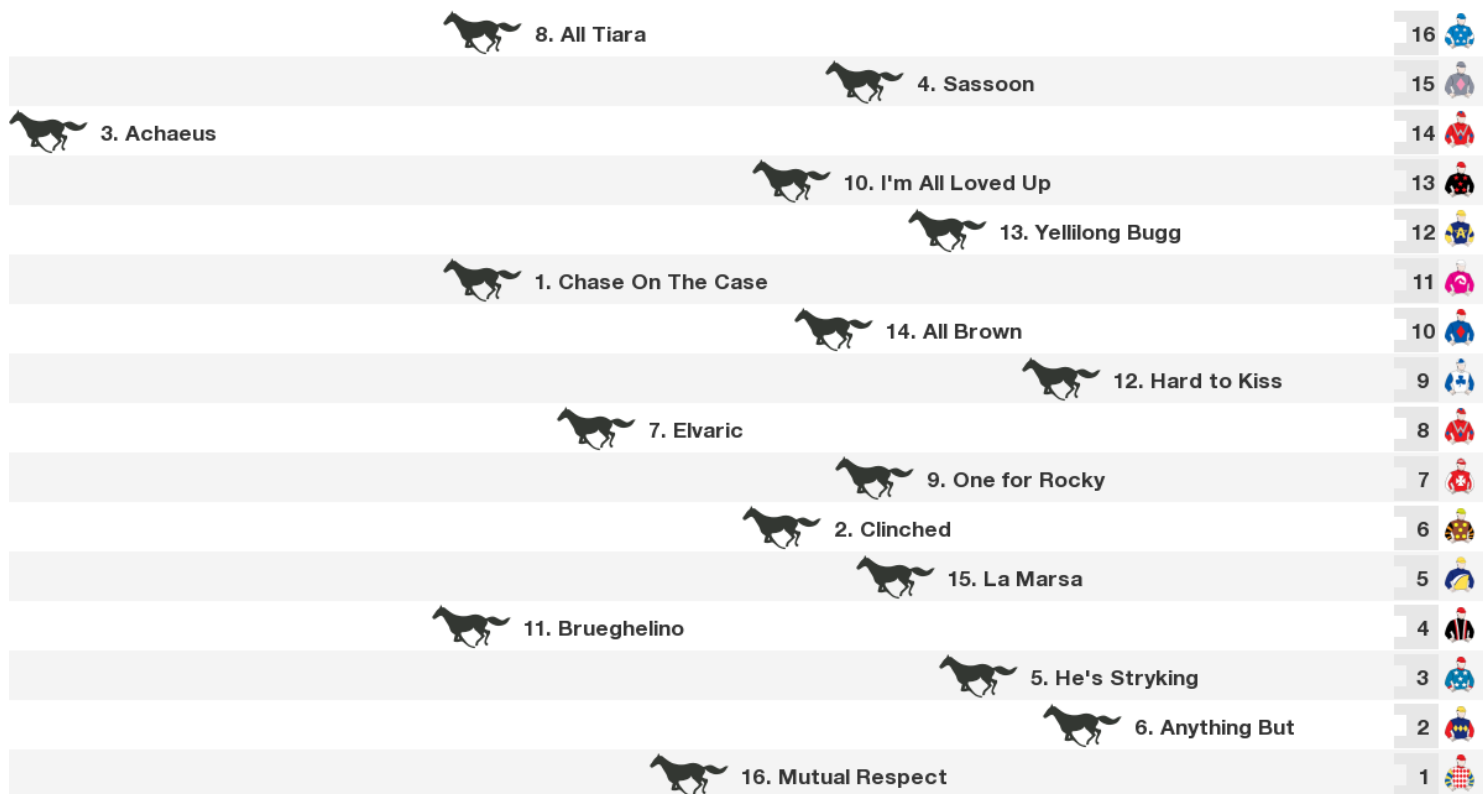 8. All Tiara 16
4. Sassoon 15
3. Achaeus 14
10. I'm All Loved Up 13
13. Yellilong Bugg 12
A
1. Chase On The Case 11
14. All Brown 10
12. Hard to Kiss 9
7. Elvaric 8
9. One for Rocky 7
2. Clinched 6
15. La Marsa 5
11. Brueghelino 4
5. He's Stryking 3
6. Anything But 2
16. Mutual Respect 1